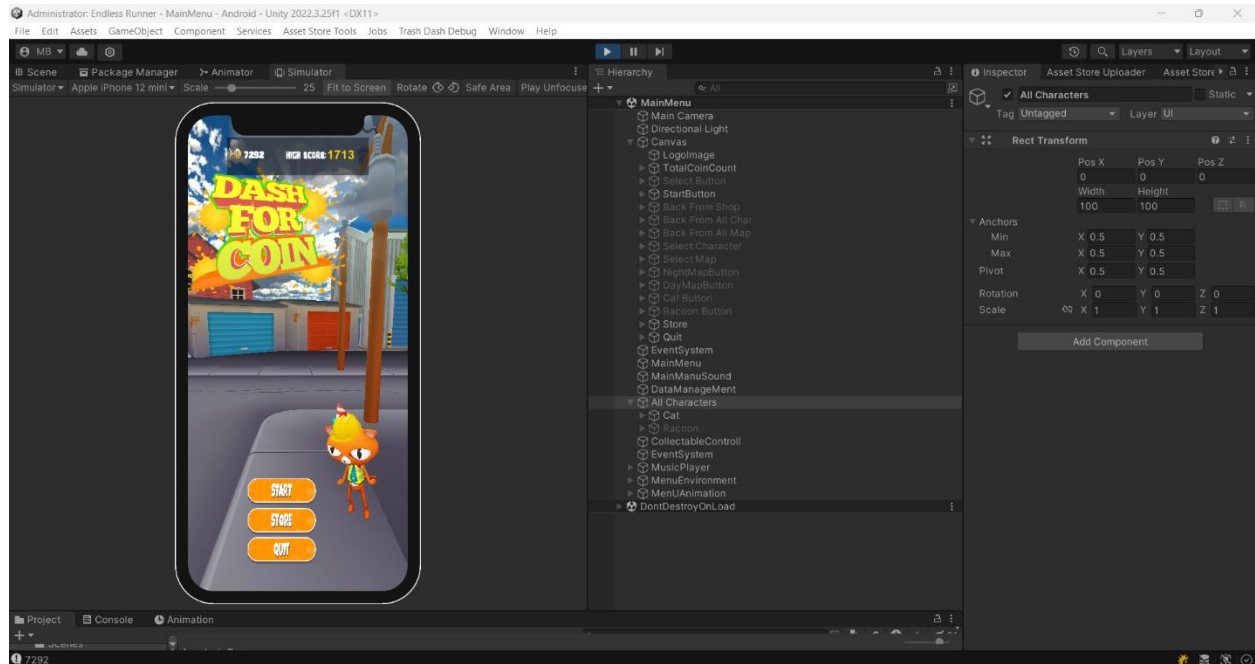 Administrator: Endless Runner - MainMenu - Android - Unity 2022.3.25f1 <DX11>
File Edit Assets GameObject Component Services Asset Store Tools Jobs Trash Dash Debug Window Help
MB Layers Layout
Scene Package Manager Animator Simulator
Simulator Apple iPhone 12 mini Scale 25 Fit to Screen Rotate Safe Area Play Unfocuse
7292 HIGH SCORE: 1713
DASH
FOR
COIN
START
STORE
QUIT
Hierarchy
All
MainMenu
Main Camera
Directional Light
Canvas
LogoImage
TotalCoinCount
Select Button
StartButton
Back From Shop
Back From All Char
Back From All Map
Select Character
Select Map
NightMapButton
DayMapButton
Cat Button
Racoon Button
Store
Quit
EventSystem
MainMenu
MainManuSound
DataManageMent
All Characters
Cat
Racoon
CollectableControll
EventSystem
MusicPlayer
MenuEnvironment
MenUAnimation
DontDestroyOnLoad
Inspector Asset Store Uploader Asset Store
All Characters Static
Tag Untagged Layer UI
Rect Transform
Pos X Pos Y Pos Z
0 0 0
Width Height
100 100 R
Anchors
Min X 0.5 Y 0.5
Max X 0.5 Y 0.5
Pivot X 0.5 Y 0.5
Rotation X 0 Y 0 Z 0
Scale X 1 Y 1 Z 1
Add Component
Project Console Animation
Scenes
7292